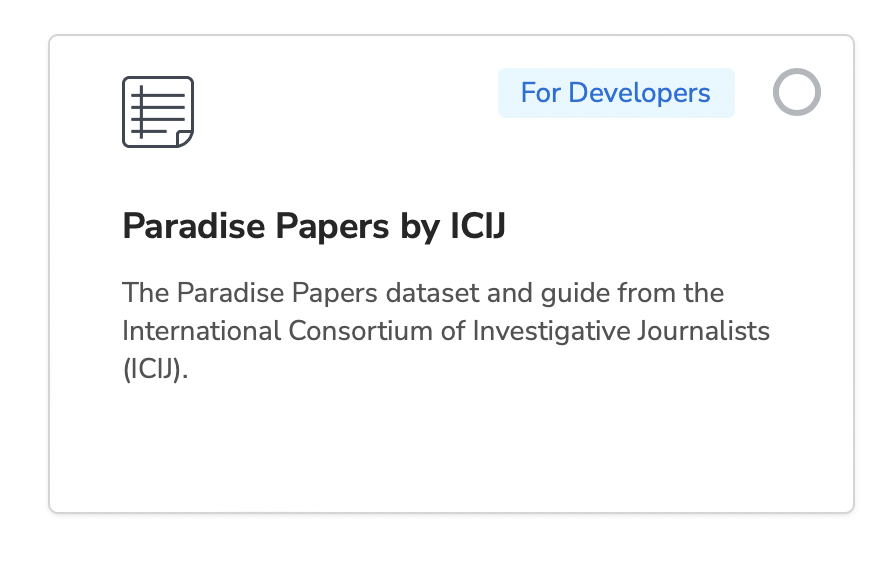 For Developers
Paradise Papers by ICIJ
The Paradise Papers dataset and guide from the
International Consortium of Investigative Journalists
(ICIJ).